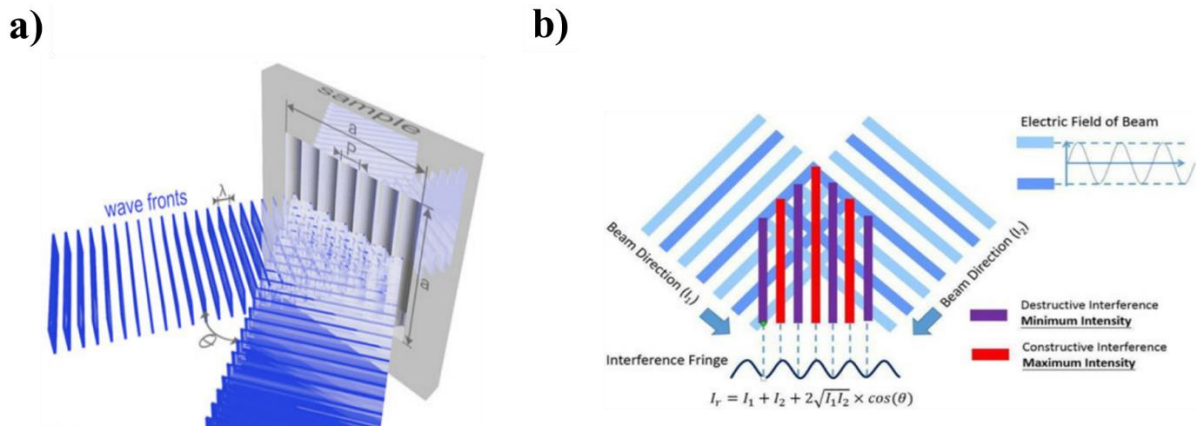 a)
sample
a
P
λ
wave fronts
a
θ
b)
Electric Field of Beam
Beam Direction (I₁)
Beam Direction (I₂)
Destructive Interference
Minimum Intensity
Constructive Interference
Maximum Intensity
Interference Fringe
I_r = I₁ + I₂ + 2√(I₁I₂) × cos(θ)